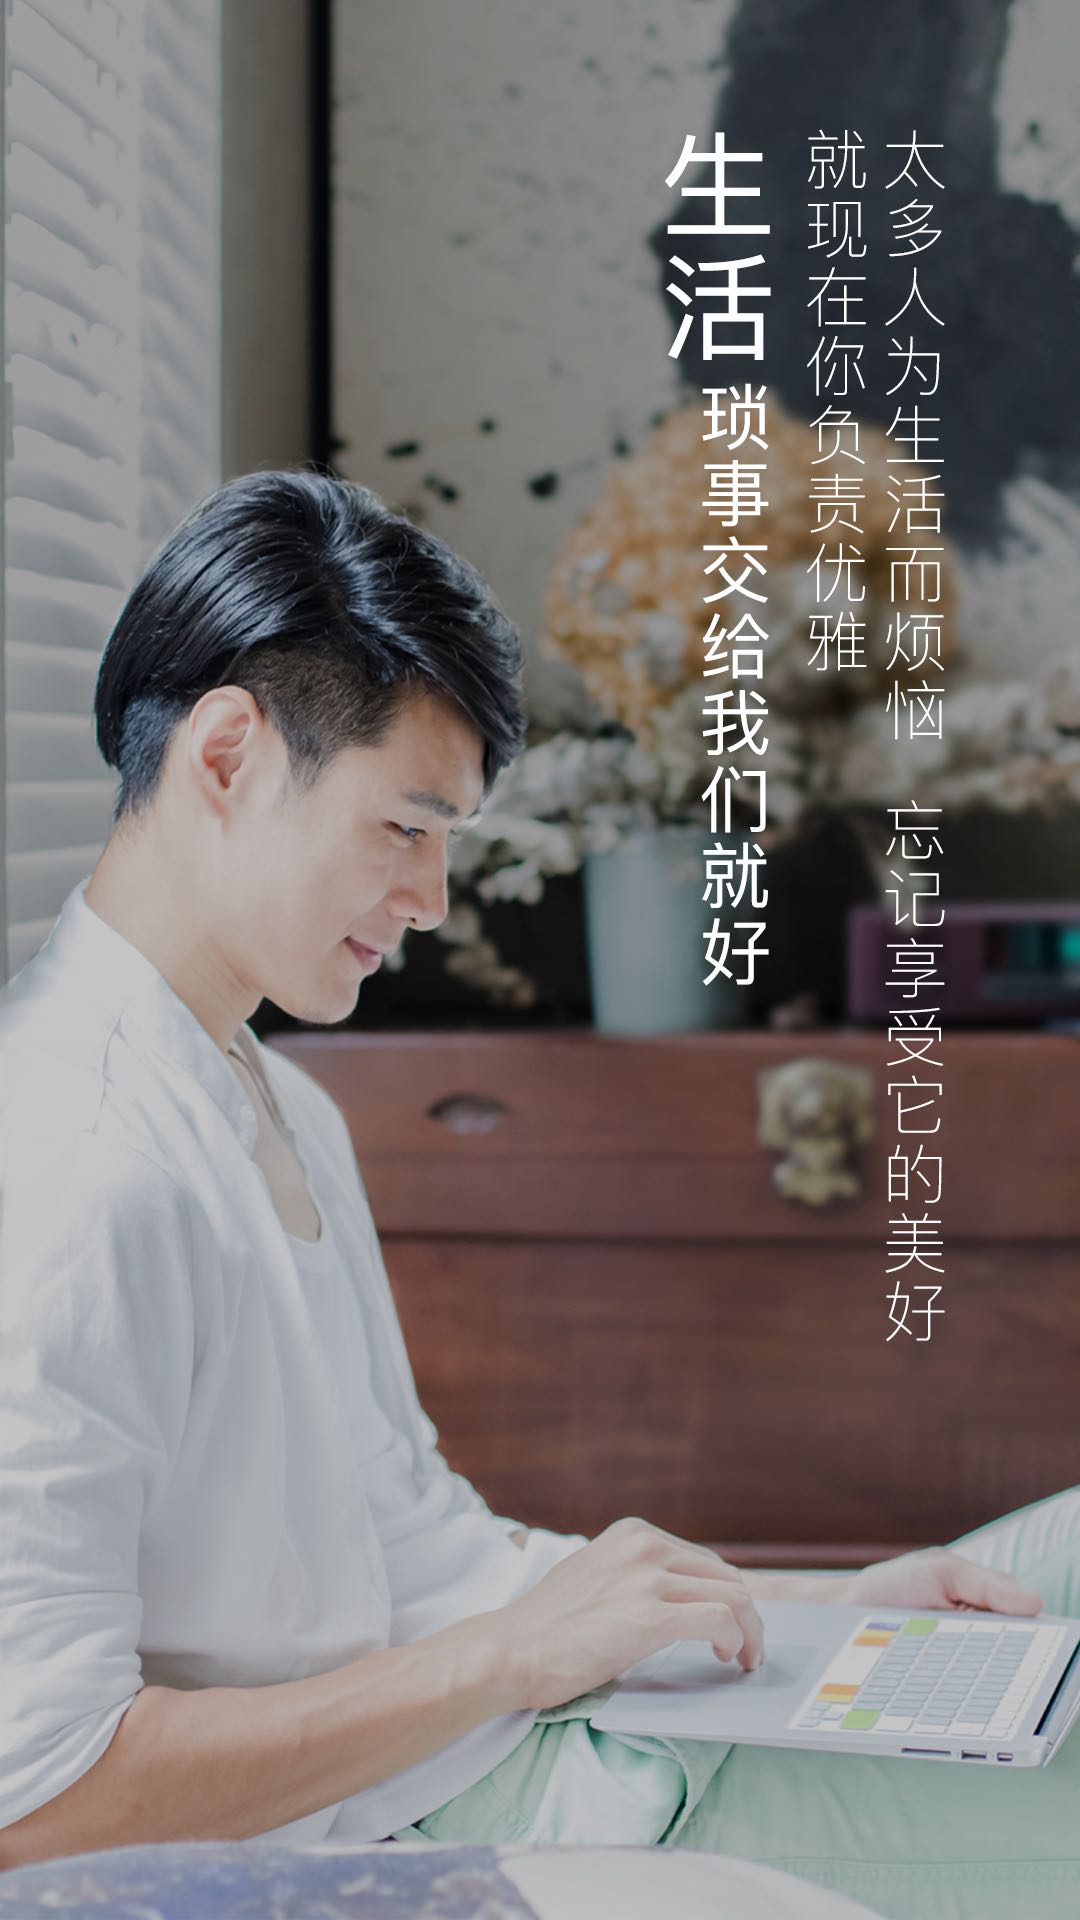 太多人为生活而烦恼 忘记享受它的美好
就现在你负责优雅
生活琐事交给我们就好